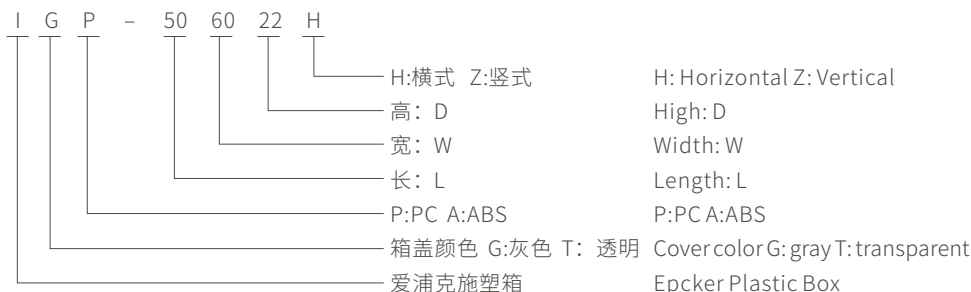 I G P – 50 60 22 H
H:横式 Z:竖式 H: Horizontal Z: Vertical
高：D High: D
宽：W Width: W
长：L Length: L
P:PC A:ABS P:PC A:ABS
箱盖颜色 G:灰色 T：透明 Cover color G: gray T: transparent
爱浦克施塑箱 Epcker Plastic Box